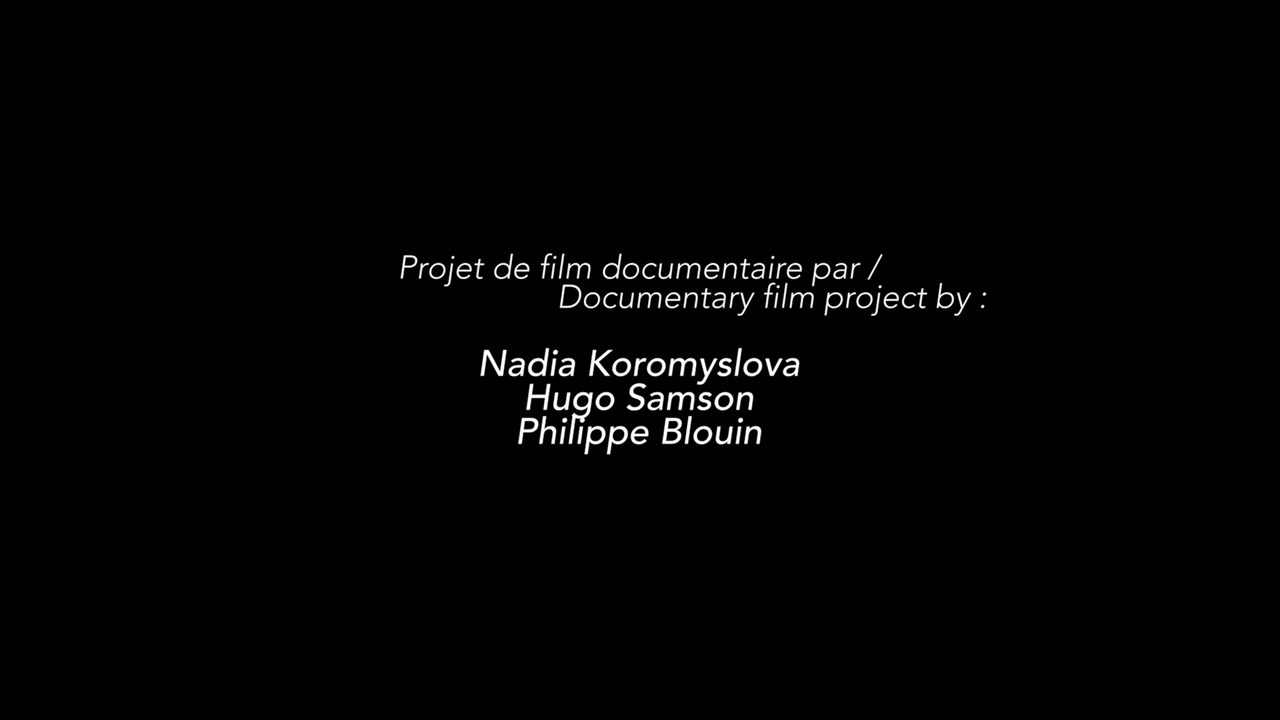 Projet de film documentaire par /
Documentary film project by :
Nadia Koromyslova
Hugo Samson
Philippe Blouin